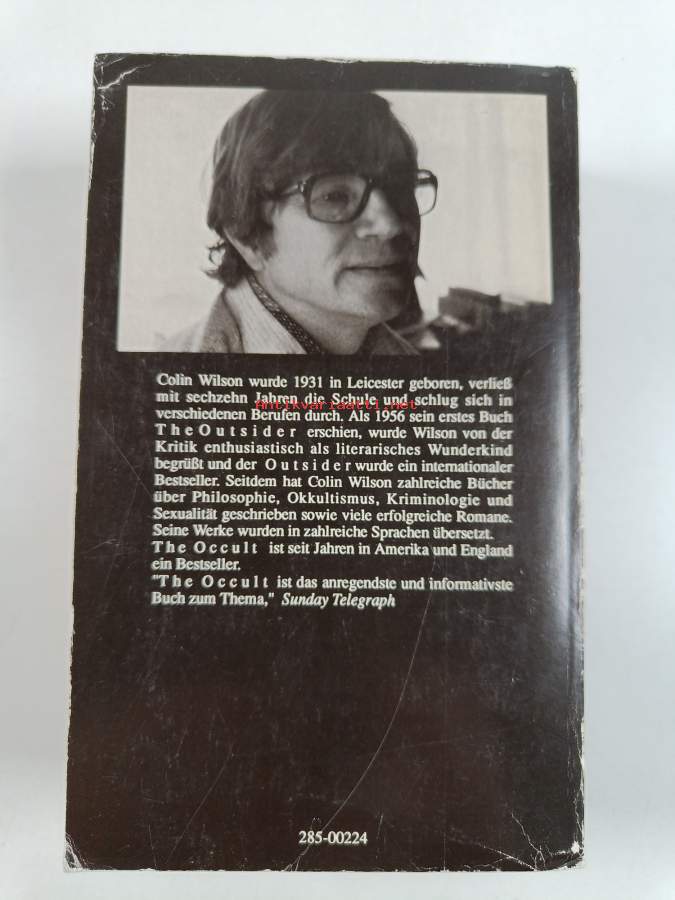 Colin Wilson wurde 1931 in Leicester geboren, verließ
mit sechzehn Jahren die Schule und schlug sich in
Antikvariaatti.net
verschiedenen Berufen durch. Als 1956 sein erstes Buch
The Outsider erschien, wurde Wilson von der
Kritik enthusiastisch als literarisches Wunderkind
begrüßt und der Outsider wurde ein internationaler
Bestseller. Seitdem hat Colin Wilson zahlreiche Bücher
über Philosophie, Okkultismus, Kriminologie und
Sexualität geschrieben sowie viele erfolgreiche Romane.
Seine Werke wurden in zahlreiche Sprachen übersetzt.
The Occult ist seit Jahren in Amerika und England
ein Bestseller.
"The Occult ist das anregendste und informativste
Buch zum Thema," Sunday Telegraph
285-00224